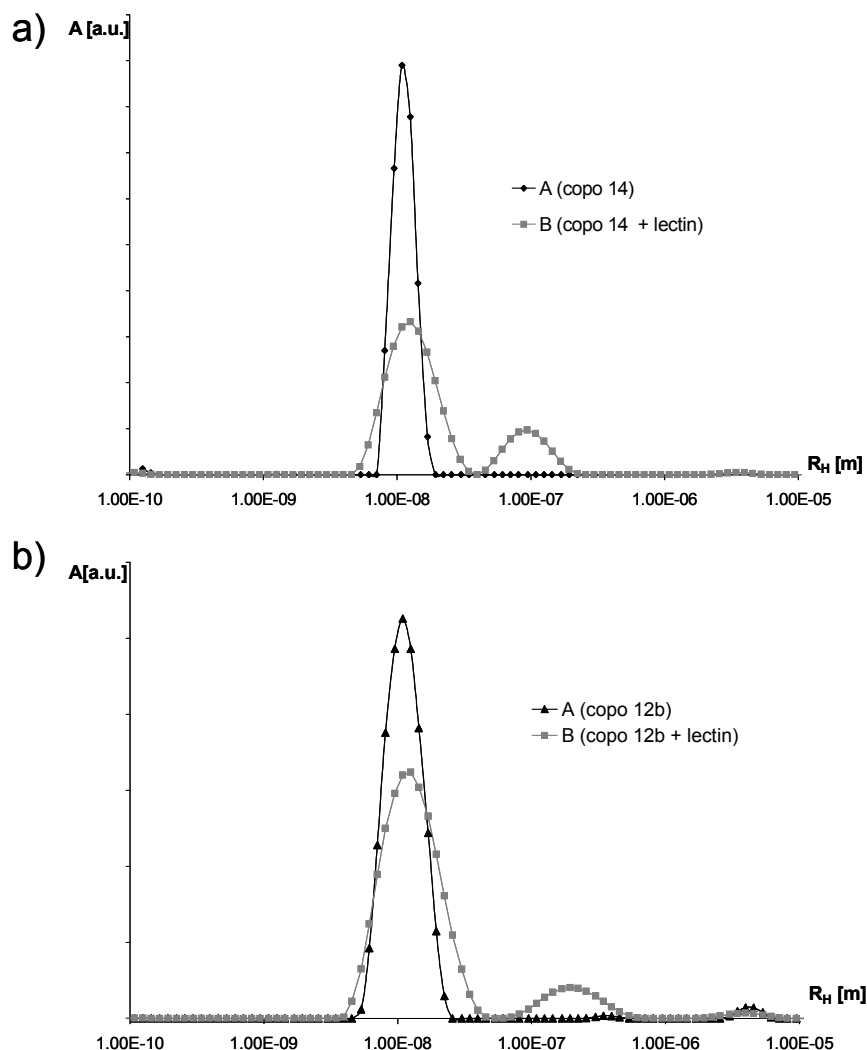 a)
A [a.u.]
A (copo 14)
B (copo 14 + lectin)
R_H [m]
1.00E-10 1.00E-09 1.00E-08 1.00E-07 1.00E-06 1.00E-05
b)
A[a.u.]
A (copo 12b)
B (copo 12b + lectin)
R_H [m]
1.00E-10 1.00E-09 1.00E-08 1.00E-07 1.00E-06 1.00E-05